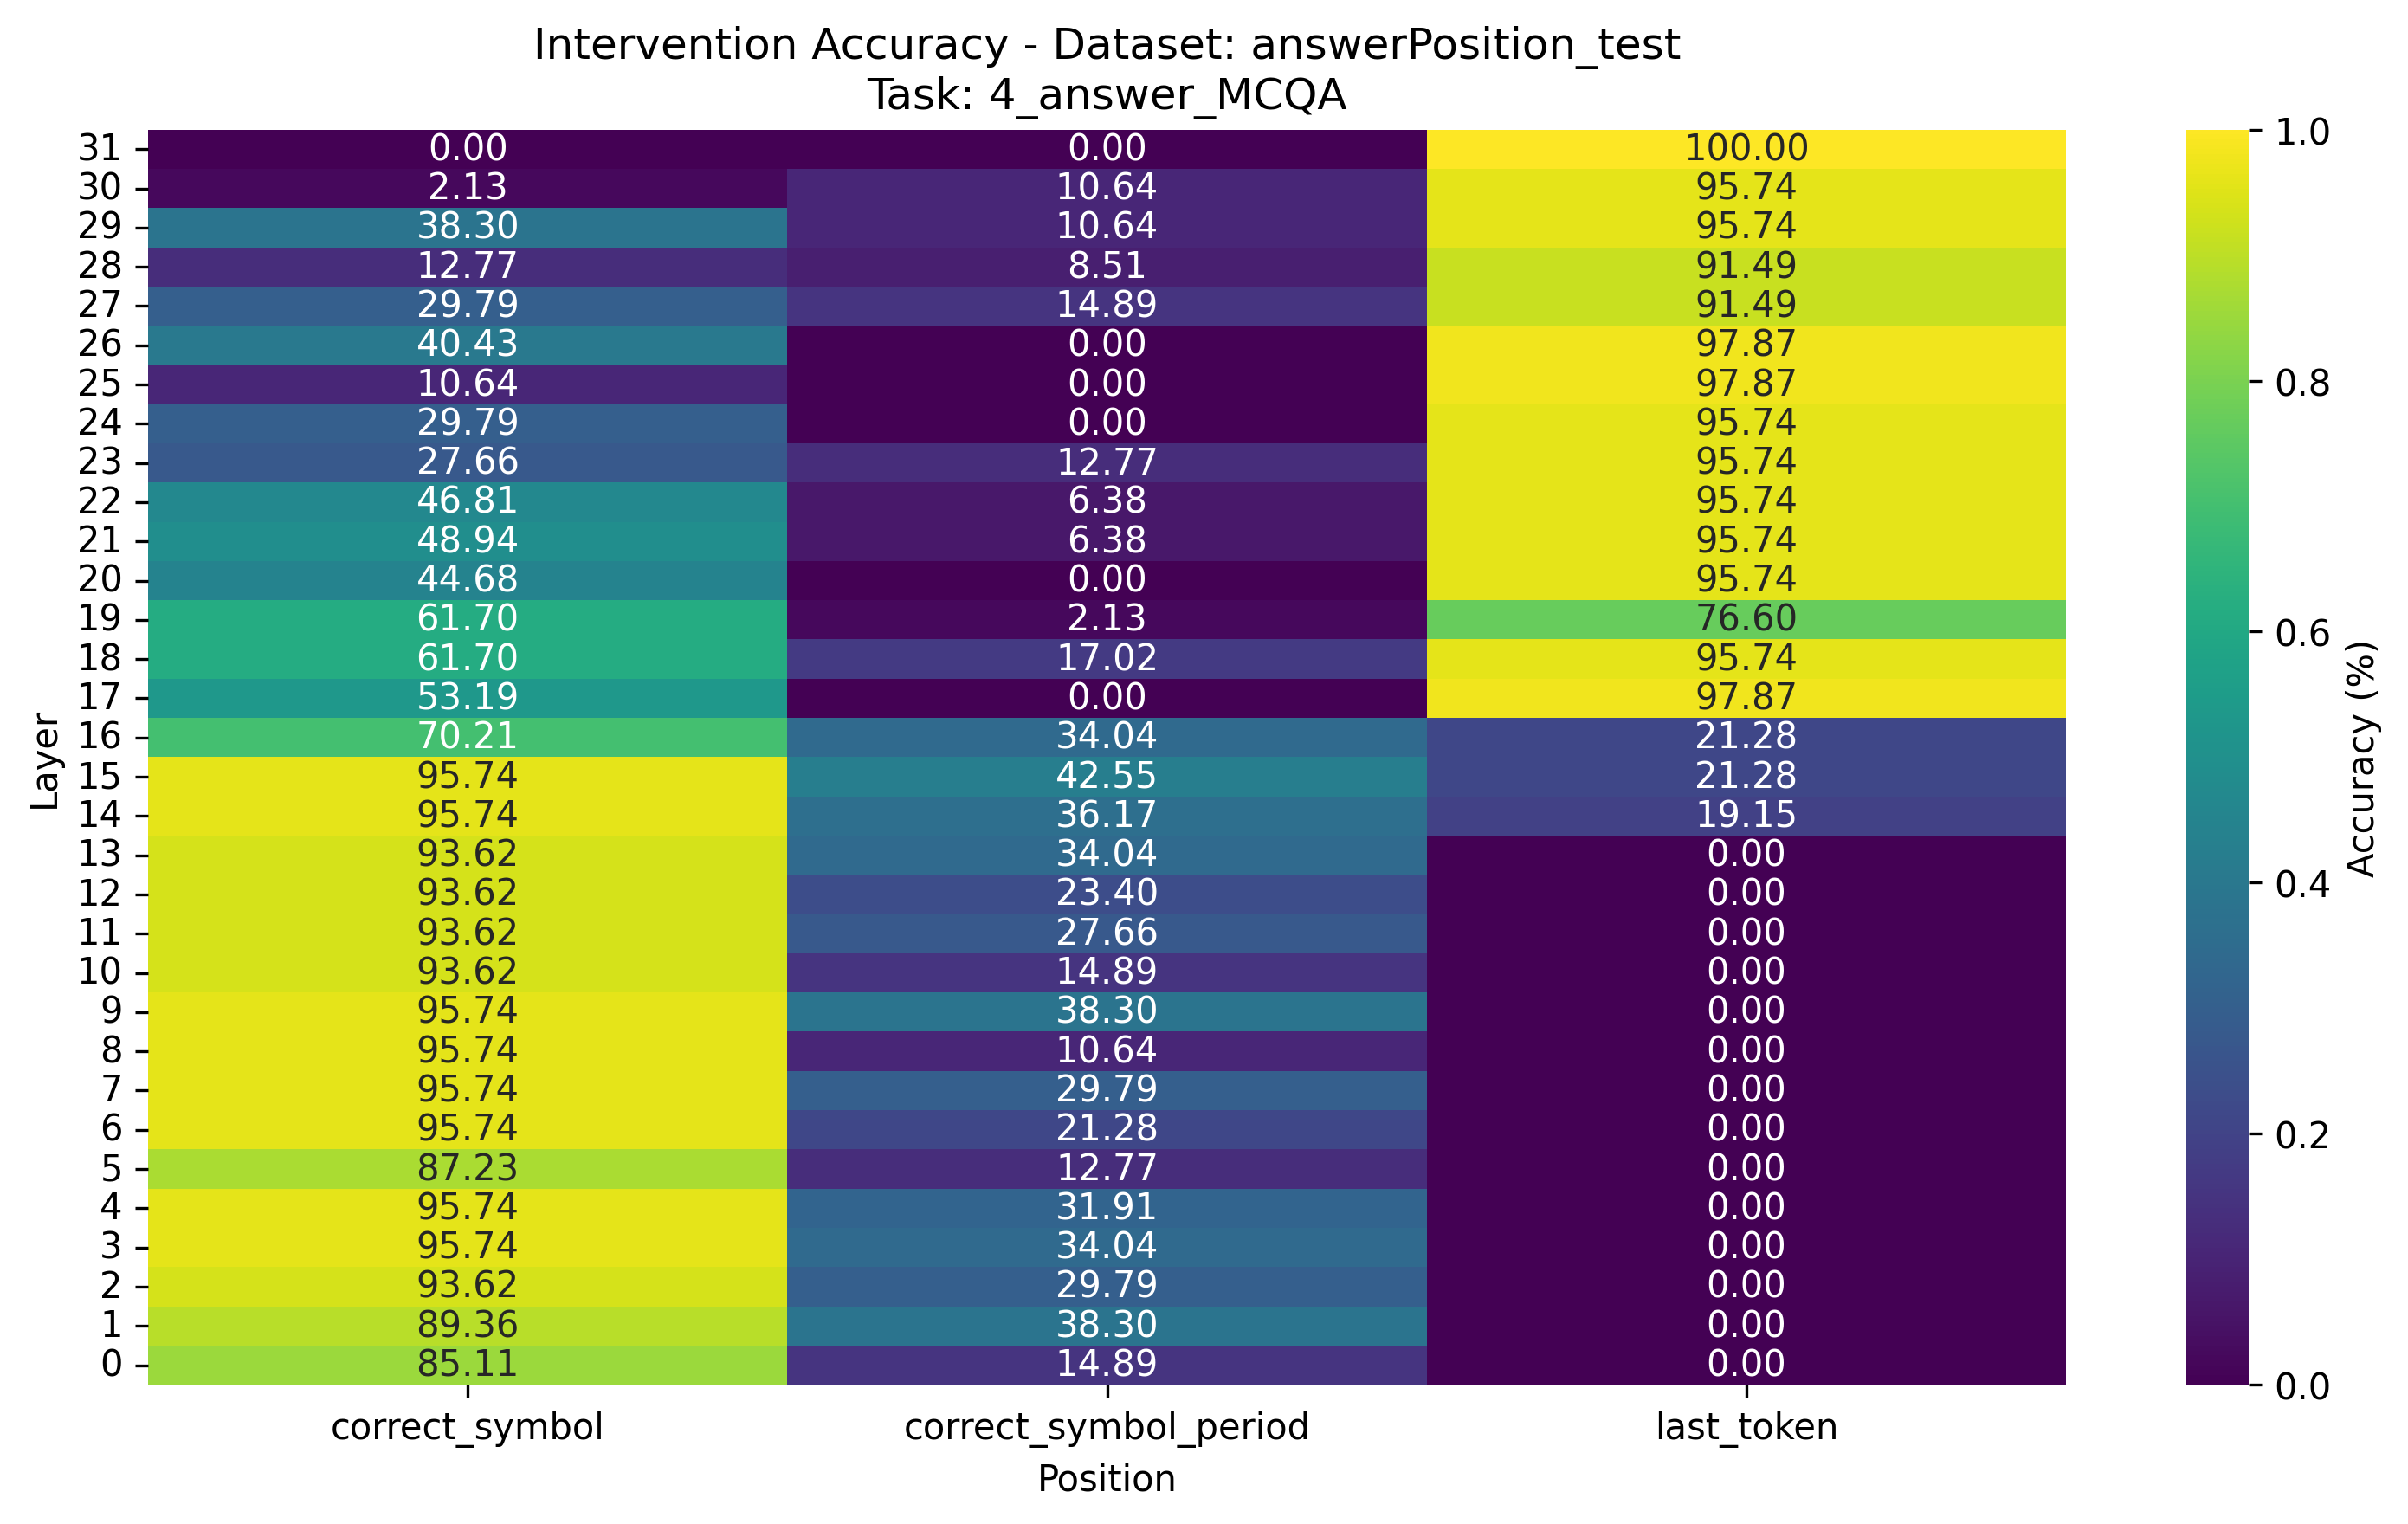 Intervention Accuracy - Dataset: answerPosition_test
Task: 4_answer_MCQA
Layer
31 0.00 0.00 100.00
30 2.13 10.64 95.74
29 38.30 10.64 95.74
28 12.77 8.51 91.49
27 29.79 14.89 91.49
26 40.43 0.00 97.87
25 10.64 0.00 97.87
24 29.79 0.00 95.74
23 27.66 12.77 95.74
22 46.81 6.38 95.74
21 48.94 6.38 95.74
20 44.68 0.00 95.74
19 61.70 2.13 76.60
18 61.70 17.02 95.74
17 53.19 0.00 97.87
16 70.21 34.04 21.28
15 95.74 42.55 21.28
14 95.74 36.17 19.15
13 93.62 34.04 0.00
12 93.62 23.40 0.00
11 93.62 27.66 0.00
10 93.62 14.89 0.00
9 95.74 38.30 0.00
8 95.74 10.64 0.00
7 95.74 29.79 0.00
6 95.74 21.28 0.00
5 87.23 12.77 0.00
4 95.74 31.91 0.00
3 95.74 34.04 0.00
2 93.62 29.79 0.00
1 89.36 38.30 0.00
0 85.11 14.89 0.00
correct_symbol correct_symbol_period last_token
Position
1.0
0.8
0.6
0.4
0.2
0.0
Accuracy (%)